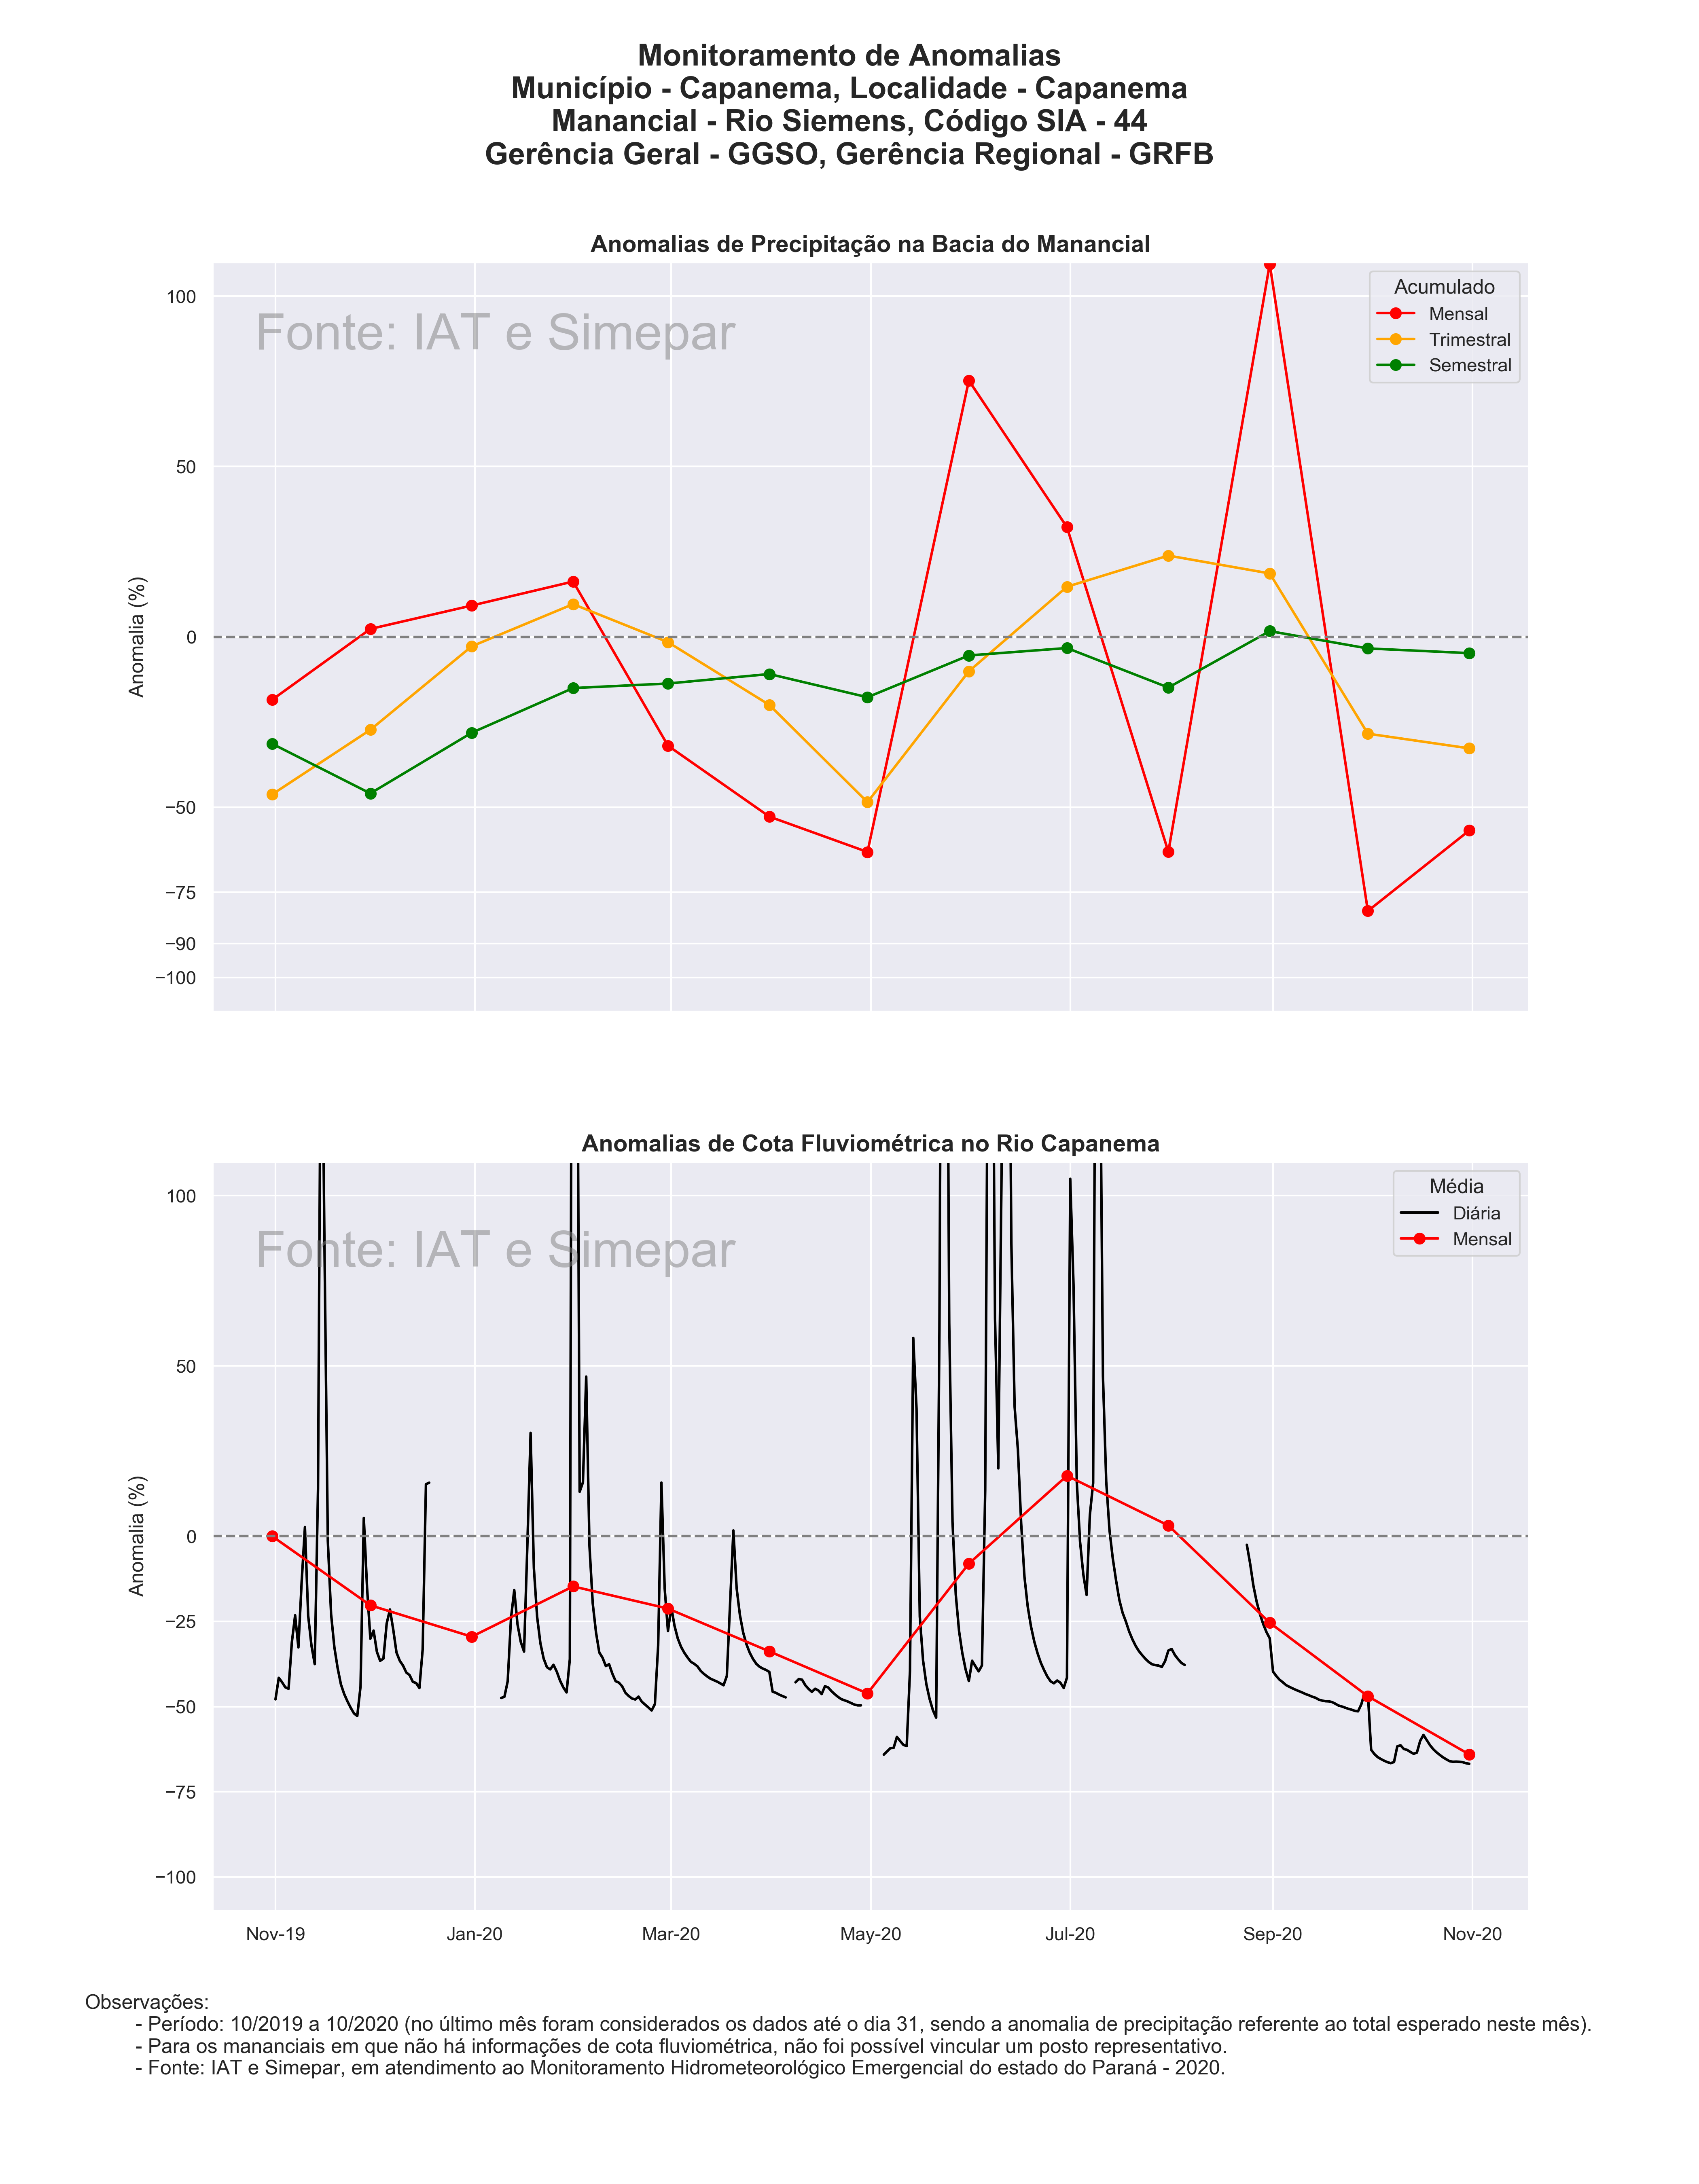 Monitoramento de Anomalias
Município - Capanema, Localidade - Capanema
Manancial - Rio Siemens, Código SIA - 44
Gerência Geral - GGSO, Gerência Regional - GRFB
Anomalias de Precipitação na Bacia do Manancial
Fonte: IAT e Simepar
Acumulado
Mensal
Trimestral
Semestral
Anomalia (%)
100
50
0
−50
−75
−90
−100
Anomalias de Cota Fluviométrica no Rio Capanema
Fonte: IAT e Simepar
Média
Diária
Mensal
Anomalia (%)
100
50
0
−25
−50
−75
−100
Nov-19 Jan-20 Mar-20 May-20 Jul-20 Sep-20 Nov-20
Observações:
- Período: 10/2019 a 10/2020 (no último mês foram considerados os dados até o dia 31, sendo a anomalia de precipitação referente ao total esperado neste mês).
- Para os mananciais em que não há informações de cota fluviométrica, não foi possível vincular um posto representativo.
- Fonte: IAT e Simepar, em atendimento ao Monitoramento Hidrometeorológico Emergencial do estado do Paraná - 2020.